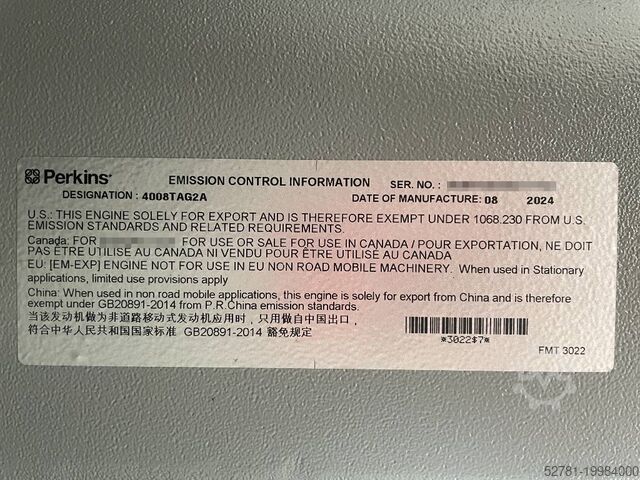 Perkins EMISSION CONTROL INFORMATION SER. NO. :
DESIGNATION : 4008TAG2A DATE OF MANUFACTURE: 08 2024
U.S.: THIS ENGINE SOLELY FOR EXPORT AND IS THEREFORE EXEMPT UNDER 1068.230 FROM U.S.
EMISSION STANDARDS AND RELATED REQUIREMENTS.
Canada: FOR FOR USE OR SALE FOR USE IN CANADA / POUR EXPORTATION, NE DOIT
PAS ÊTRE UTILISÉ AU CANADA NI VENDU POUR ÊTRE UTILISÉ AU CANADA
EU: [EM-EXP] ENGINE NOT FOR USE IN EU NON ROAD MOBILE MACHINERY. When used in Stationary
applications, limited use provisions apply
China: When used in non road mobile applications, this engine is solely for export from China and is therefore
exempt under GB20891-2014 from P.R.China emission standards.
当该发动机做为非道路移动式发动机应用时，只用做自中国出口，
符合中华人民共和国国家标准 GB20891-2014 豁免规定
*3022$7*
FMT 3022
52781-19984000